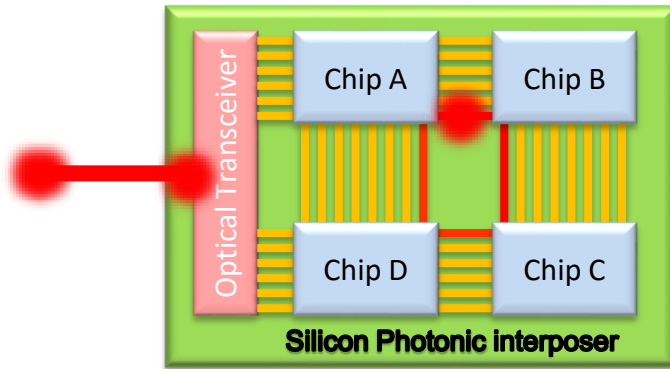 Optical Transceiver
Chip A
Chip B
Chip D
Chip C
Silicon Photonic interposer